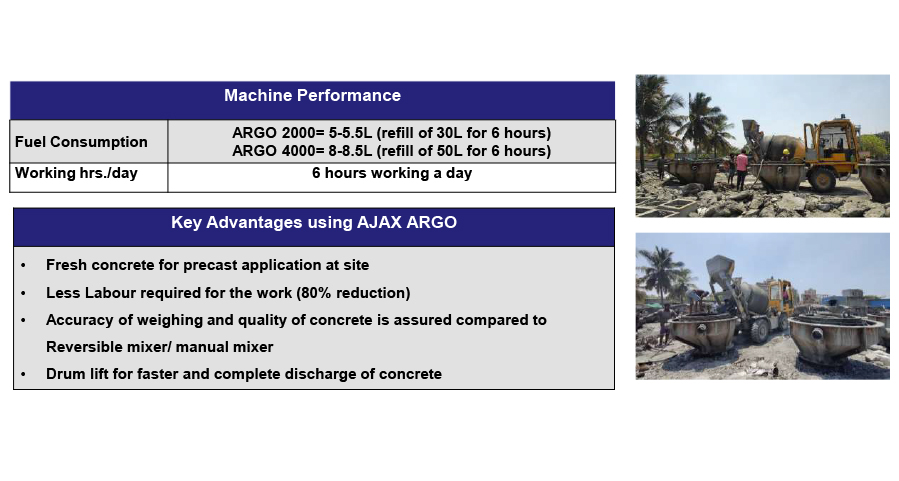 Machine Performance
Fuel Consumption
ARGO 2000= 5-5.5L (refill of 30L for 6 hours)
ARGO 4000= 8-8.5L (refill of 50L for 6 hours)
Working hrs./day
6 hours working a day
Key Advantages using AJAX ARGO
• Fresh concrete for precast application at site
• Less Labour required for the work (80% reduction)
• Accuracy of weighing and quality of concrete is assured compared to
Reversible mixer/ manual mixer
• Drum lift for faster and complete discharge of concrete